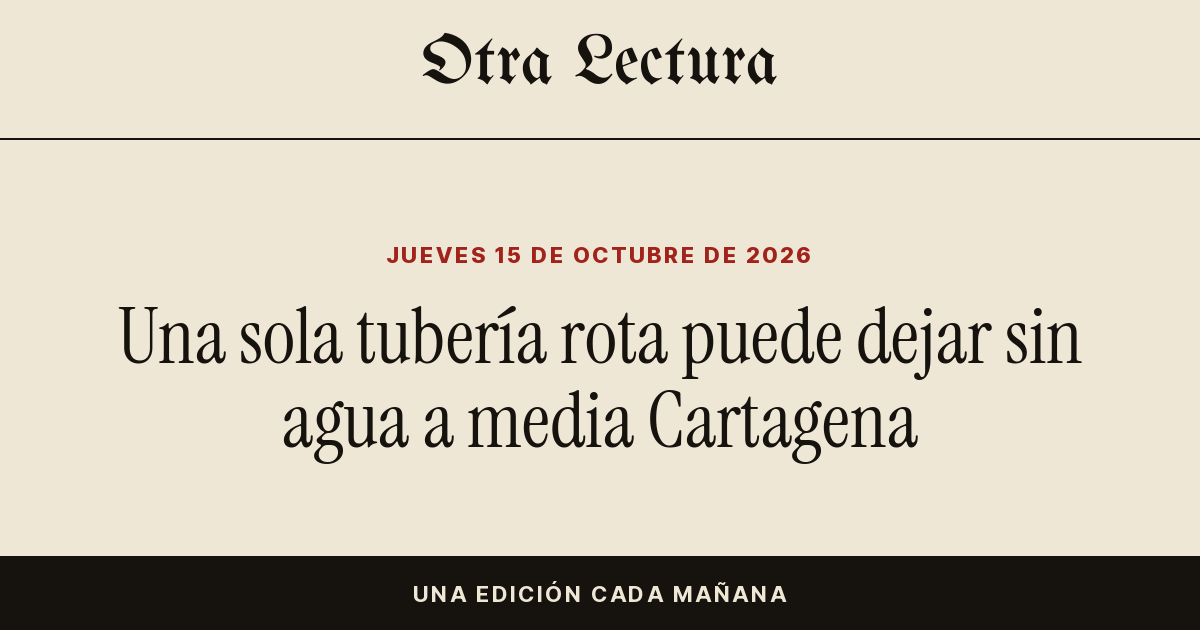 Otra Lectura
JUEVES 15 DE OCTUBRE DE 2026
Una sola tubería rota puede dejar sin
agua a media Cartagena
UNA EDICIÓN CADA MAÑANA